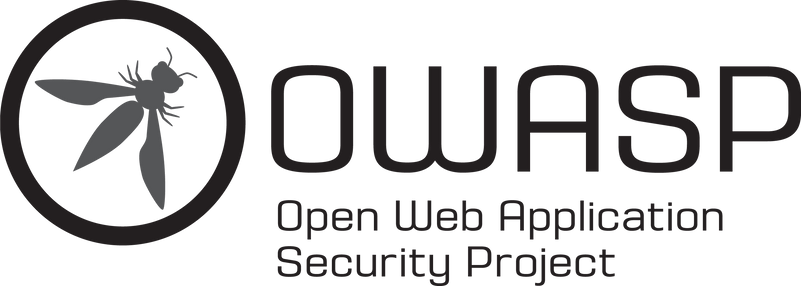 OWASP
Open Web Application
Security Project